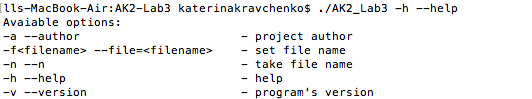 lls-MacBook-Air:AK2-Lab3 katerinakravchenko$ ./AK2_Lab3 -h --help
Avaiable options:
-a --author - project author
-f<filename> --file=<filename> - set file name
-n --n - take file name
-h --help - help
-v --version - program's version